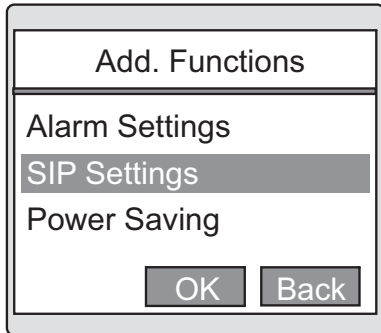 Add. Functions
Alarm Settings
SIP Settings
Power Saving
OK Back